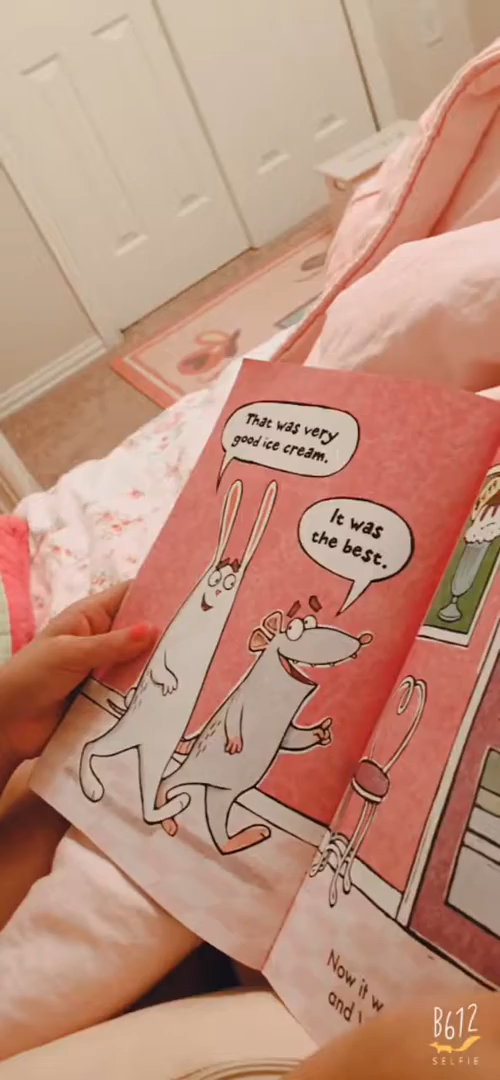 That was very
good ice cream.
It was
the best.
Now it w
and
B612
SELFIE